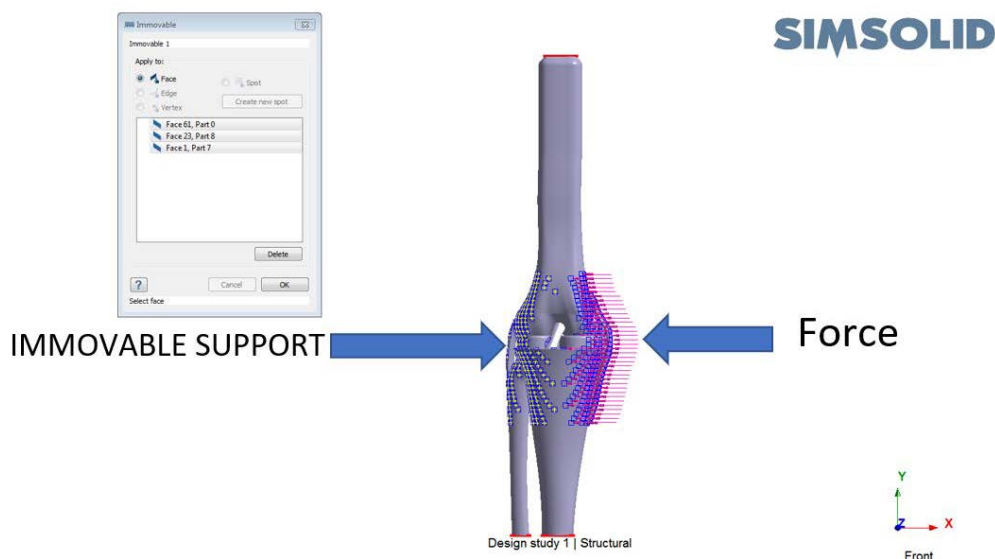 Immovable
SIMSOLID
Immovable 1
Apply to:
Face
Spot
Edge
Create new spot
Vertex
Face 61, Part 0
Face 23, Part 8
Face 1, Part 7
Delete
?
Cancel
OK
Select face
IMMOVABLE SUPPORT
Force
Y
Z
X
Design study 1 | Structural
Front